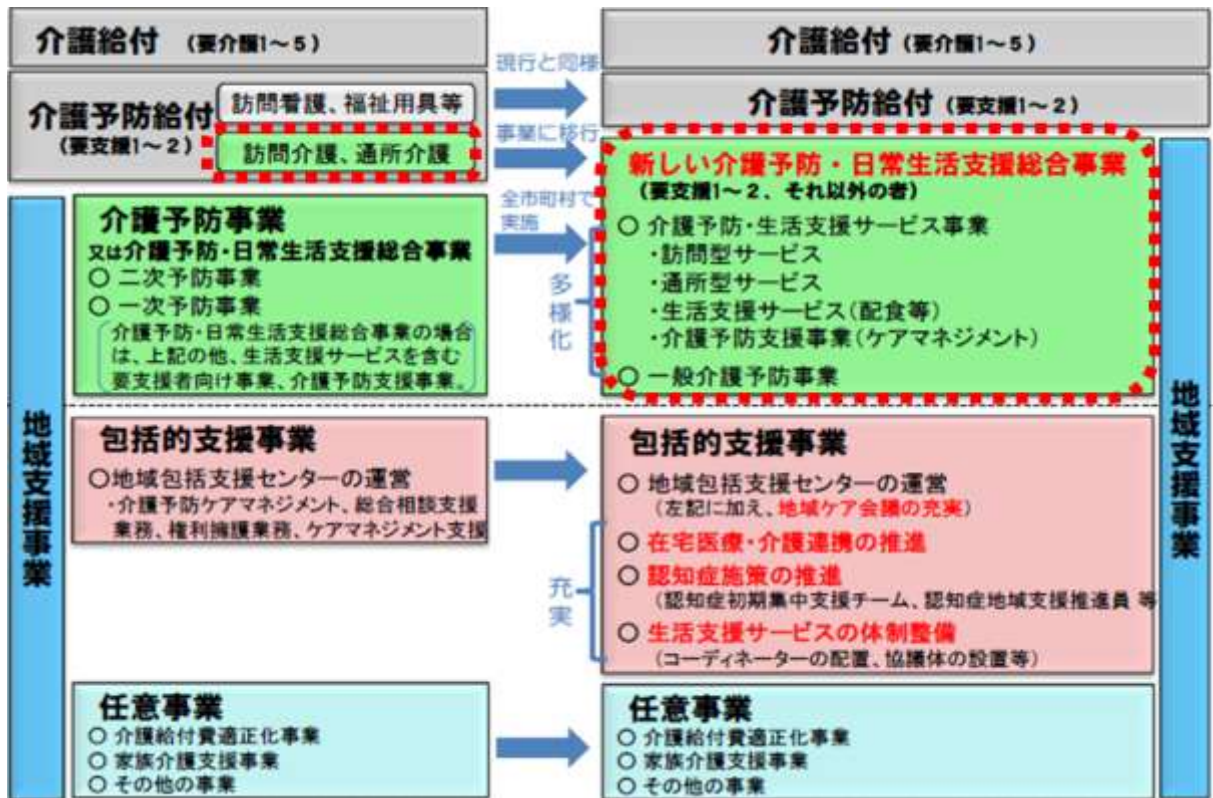 介護給付 (要介護1~5)
介護予防給付
(要支援1~2)
訪問看護、福祉用具等
訪問介護、通所介護
地域支援事業
介護予防事業
又は介護予防・日常生活支援総合事業
○ 二次予防事業
○ 一次予防事業
介護予防・日常生活支援総合事業の場合
は、上記の他、生活支援サービスを含む
要支援者向け事業、介護予防支援事業。
包括的支援事業
○地域包括支援センターの運営
・介護予防ケアマネジメント、総合相談支援
業務、権利擁護業務、ケアマネジメント支援
任意事業
○ 介護給付費適正化事業
○ 家族介護支援事業
○ その他の事業
現行と同様
事業に移行
全市町村で
実施
多様化
充実
介護給付 (要介護1~5)
介護予防給付 (要支援1~2)
新しい介護予防・日常生活支援総合事業
(要支援1~2、それ以外の者)
○ 介護予防・生活支援サービス事業
・訪問型サービス
・通所型サービス
・生活支援サービス(配食等)
・介護予防支援事業(ケアマネジメント)
○ 一般介護予防事業
包括的支援事業
○ 地域包括支援センターの運営
(左記に加え、地域ケア会議の充実)
○ 在宅医療・介護連携の推進
○ 認知症施策の推進
(認知症初期集中支援チーム、認知症地域支援推進員 等
○ 生活支援サービスの体制整備
(コーディネーターの配置、協議体の設置等)
任意事業
○ 介護給付費適正化事業
○ 家族介護支援事業
○ その他の事業
地域支援事業